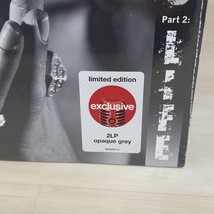 Part 2:
limited edition
exclusive
2LP
opaque grey